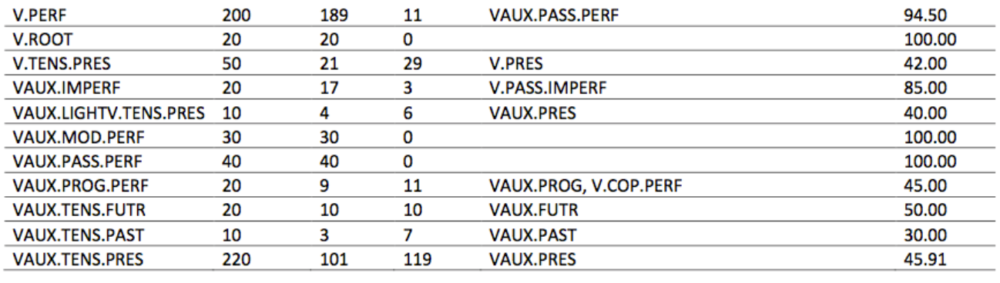 V.PERF 200 189 11 VAUX.PASS.PERF 94.50
V.ROOT 20 20 0 100.00
V.TENS.PRES 50 21 29 V.PRES 42.00
VAUX.IMPERF 20 17 3 V.PASS.IMPERF 85.00
VAUX.LIGHTV.TENS.PRES 10 4 6 VAUX.PRES 40.00
VAUX.MOD.PERF 30 30 0 100.00
VAUX.PASS.PERF 40 40 0 100.00
VAUX.PROG.PERF 20 9 11 VAUX.PROG, V.COP.PERF 45.00
VAUX.TENS.FUTR 20 10 10 VAUX.FUTR 50.00
VAUX.TENS.PAST 10 3 7 VAUX.PAST 30.00
VAUX.TENS.PRES 220 101 119 VAUX.PRES 45.91